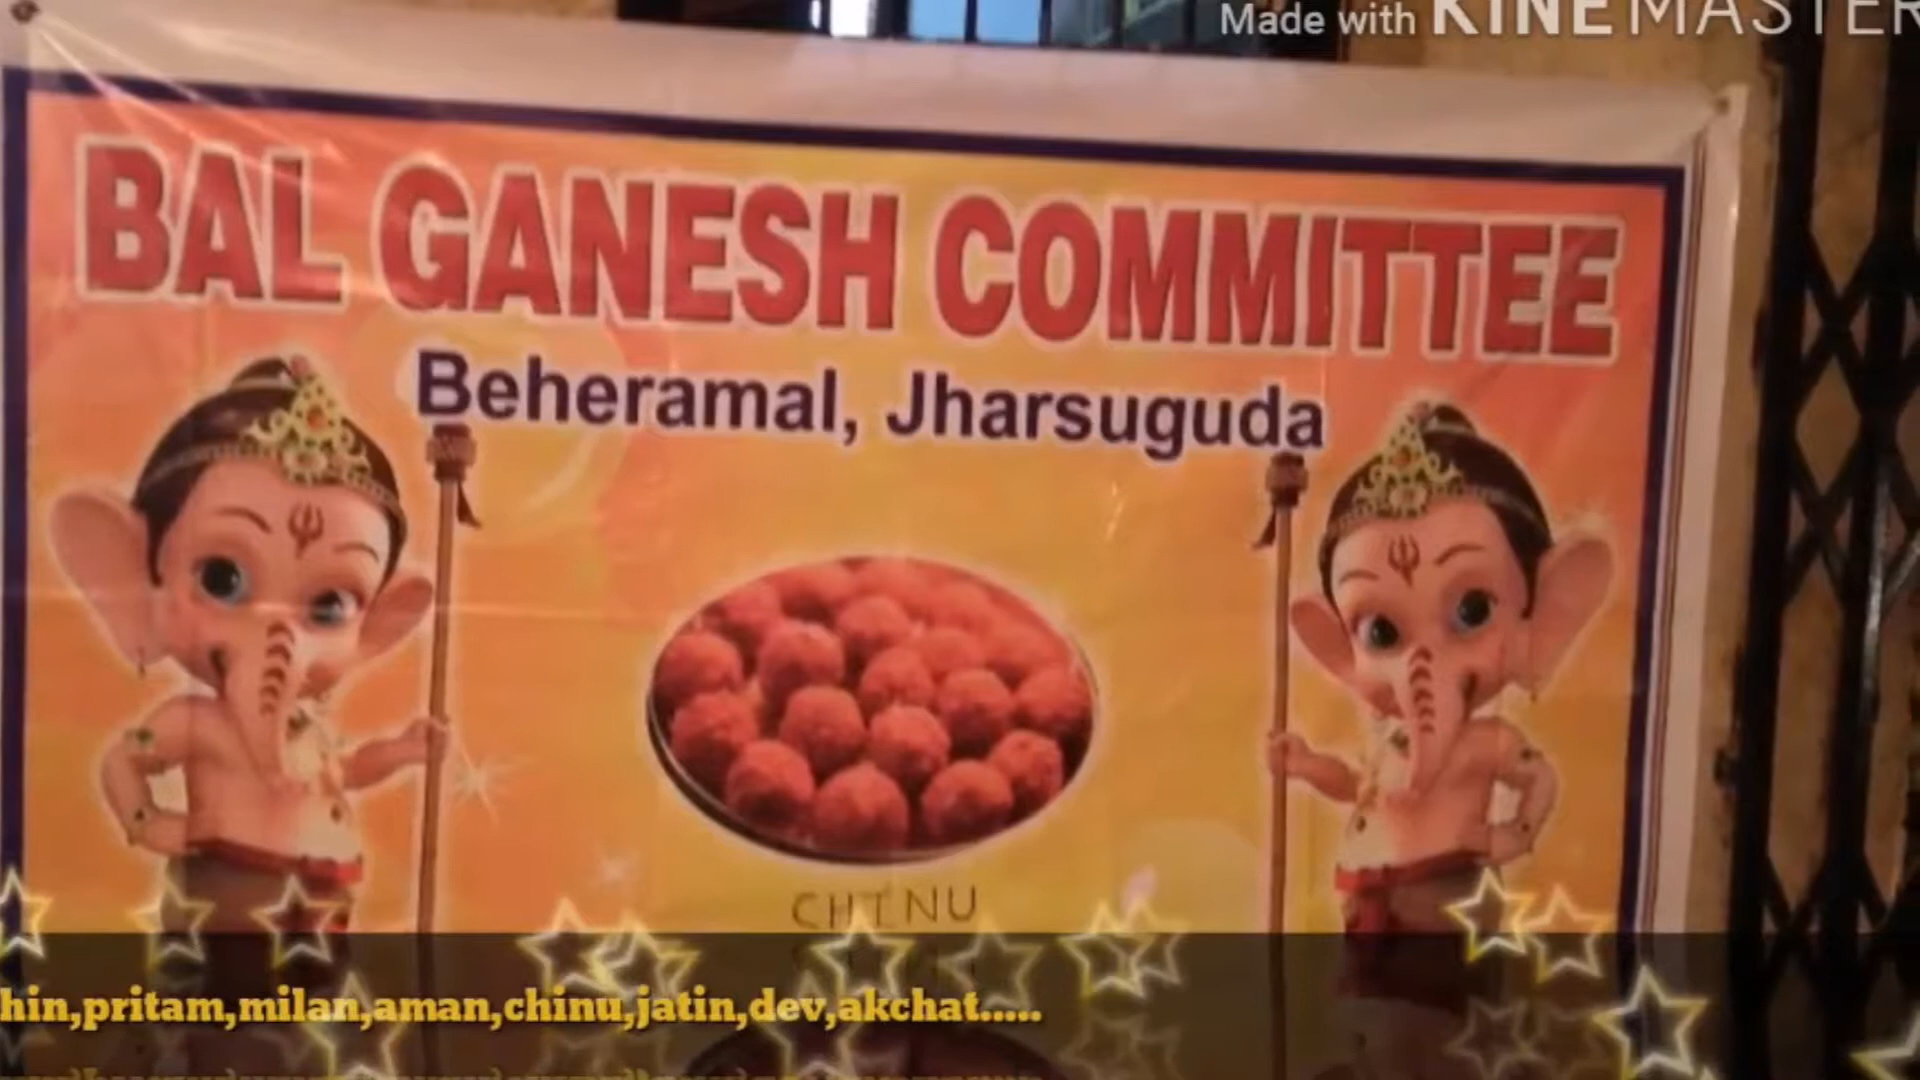 Made with KINEMASTER
BAL GANESH COMMITTEE
Beheramal, Jharsuguda
CHINU
hin,pritam,milan,aman,chinu,jatin,dev,akchat.....